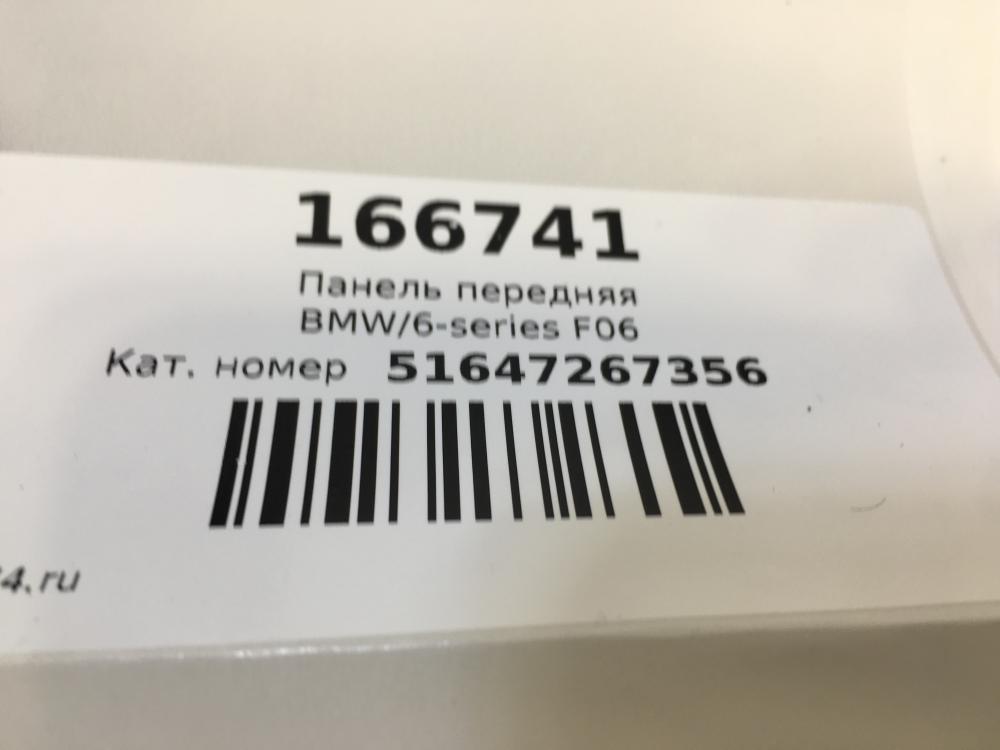 166741
Панель передняя
BMW/6-series F06
Кат. номер 51647267356
4.ru